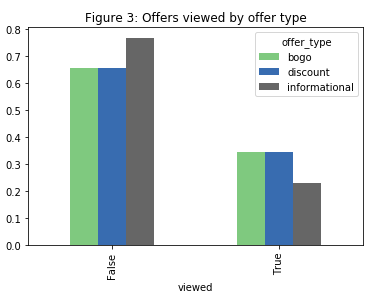 Figure 3: Offers viewed by offer type
offer_type
bogo
discount
informational
0.8
0.7
0.6
0.5
0.4
0.3
0.2
0.1
0.0
False
True
viewed